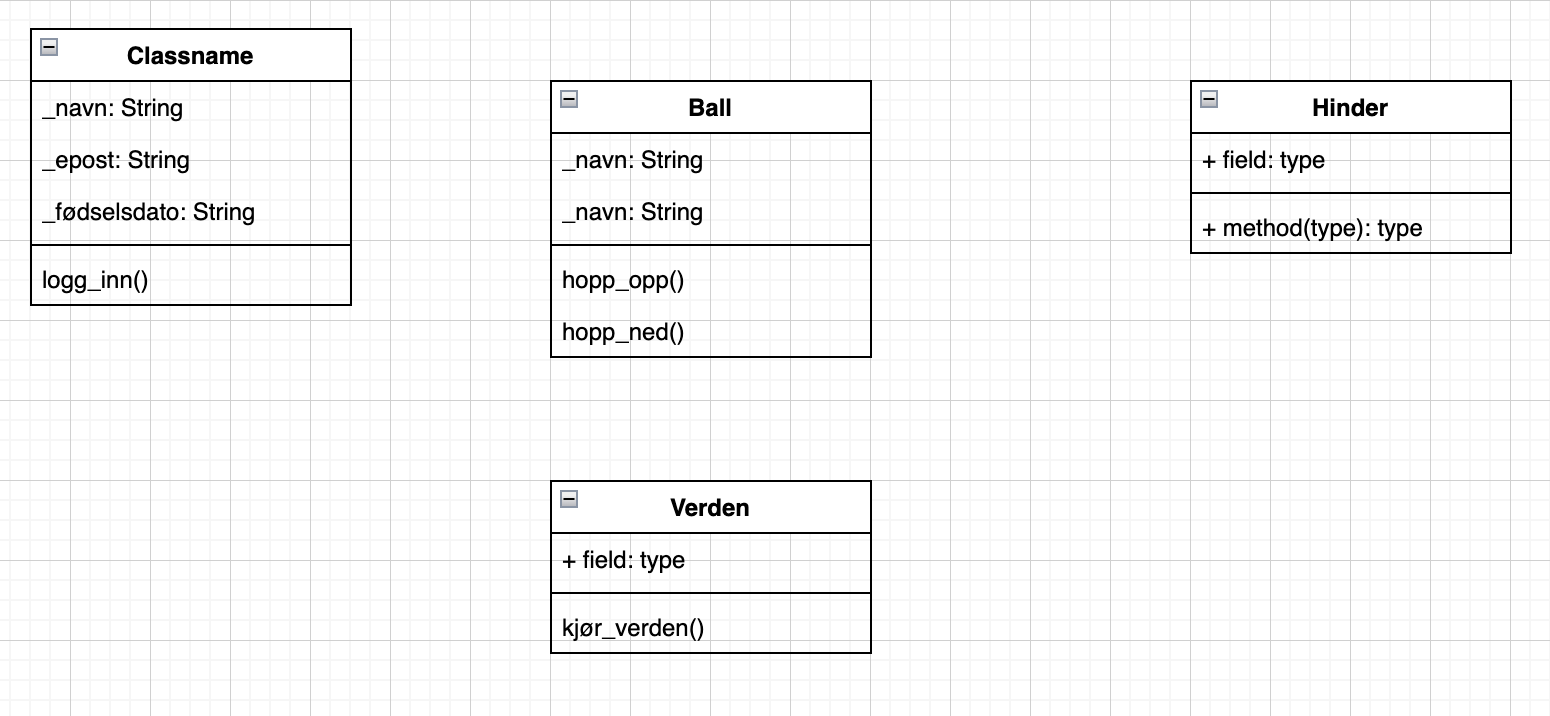 Classname
_navn: String
_epost: String
_fødselsdato: String
logg_inn()
Ball
_navn: String
_navn: String
hopp_opp()
hopp_ned()
Hinder
+ field: type
+ method(type): type
Verden
+ field: type
kjør_verden()